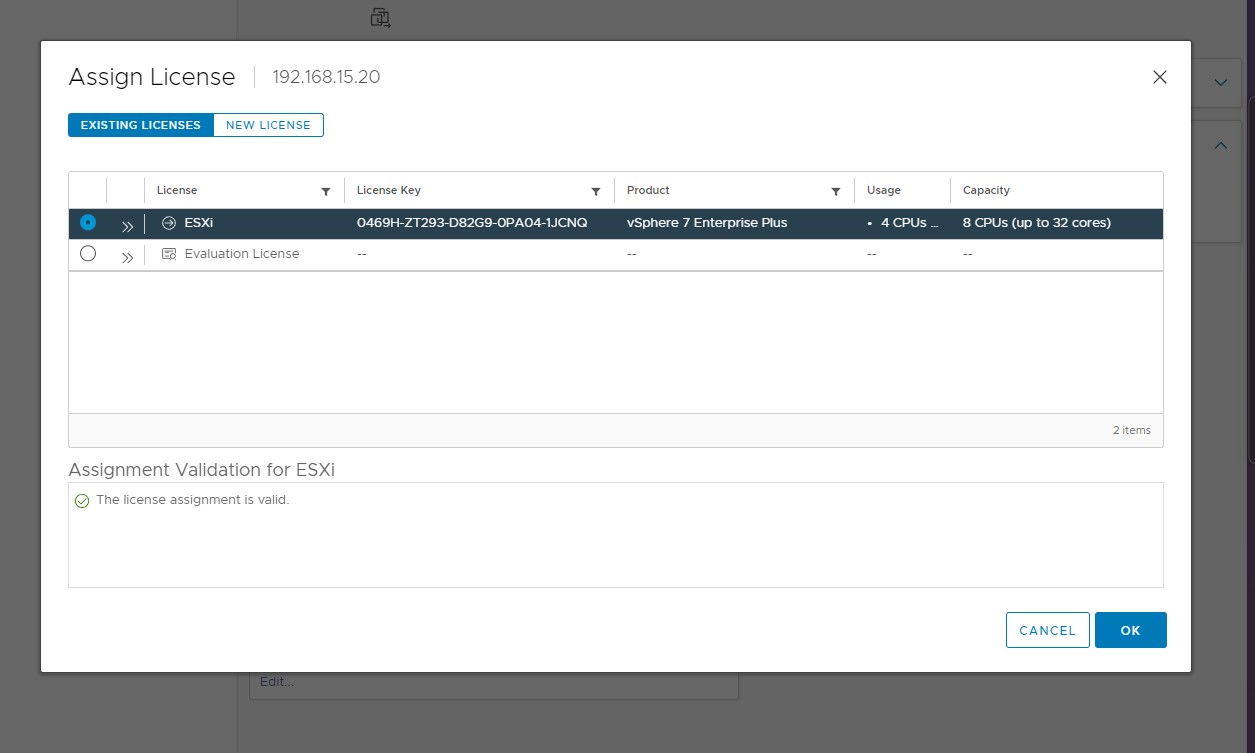 Assign License 192.168.15.20
EXISTING LICENSES NEW LICENSE
License License Key Product Usage Capacity
ESXi 0469H-ZT293-D82G9-0PA04-1JCNQ vSphere 7 Enterprise Plus • 4 CPUs ... 8 CPUs (up to 32 cores)
Evaluation License -- -- -- --
2 items
Assignment Validation for ESXi
The license assignment is valid.
CANCEL OK
Edit...